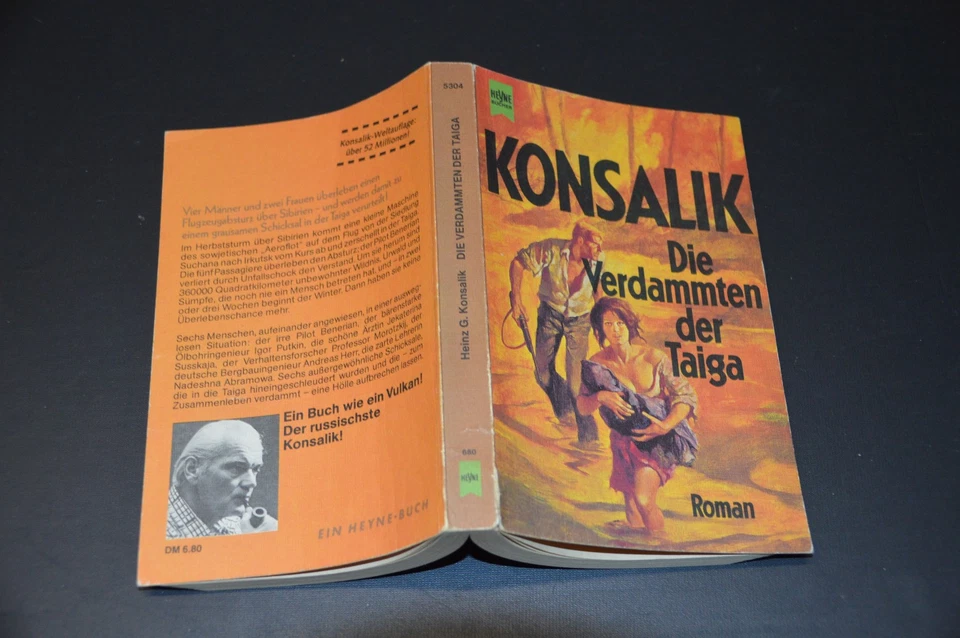 Konsalik-Weltauflage:
über 52 Millionen!
Vier Männer und zwei Frauen überleben einen
Flugzeugabsturz über Sibirien – und werden damit zu
einem grausamen Schicksal in der Taiga verurteilt!
Im Herbststurm über Sibirien kommt eine kleine Maschine
des sowjetischen „Aeroflot" auf dem Flug von der Siedlung
Suchana nach Irkutsk vom Kurs ab und zerschellt in der Taiga.
Die fünf Passagiere überleben den Absturz; der Pilot Benerian
verliert durch Unfallschock den Verstand. Um sie herum sind
360000 Quadratkilometer unbewohnter Wildnis, Urwald und
Sümpfe, die noch nie ein Mensch betreten hat, und – in zwei
oder drei Wochen beginnt der Winter. Dann haben sie keine
Überlebenschance mehr.
Sechs Menschen, aufeinander angewiesen, in einer ausweg-
losen Situation: der irre Pilot Benerian, der bärenstarke
Ölbohringenieur Igor Putkin, die schöne Ärztin Jekaterina
Susskaja, der Verhaltensforscher Professor Morotzkij, der
deutsche Bergbauingenieur Andreas Herr, die zarte Lehrerin
Nadeshna Abramowa. Sechs außergewöhnliche Schicksale,
die in die Taiga hineingeschleudert wurden und die – zum
Zusammenleben verdammt – eine Hölle aufbrechen lassen.
Ein Buch wie ein Vulkan!
Der russischste
Konsalik!
EIN HEYNE-BUCH
DM 6.80
5304
Heinz G. Konsalik DIE VERDAMMTEN DER TAIGA
680
HEYNE
HEYNE
BÜCHER
KONSALIK
Die
Verdammten
der
Taiga
Roman